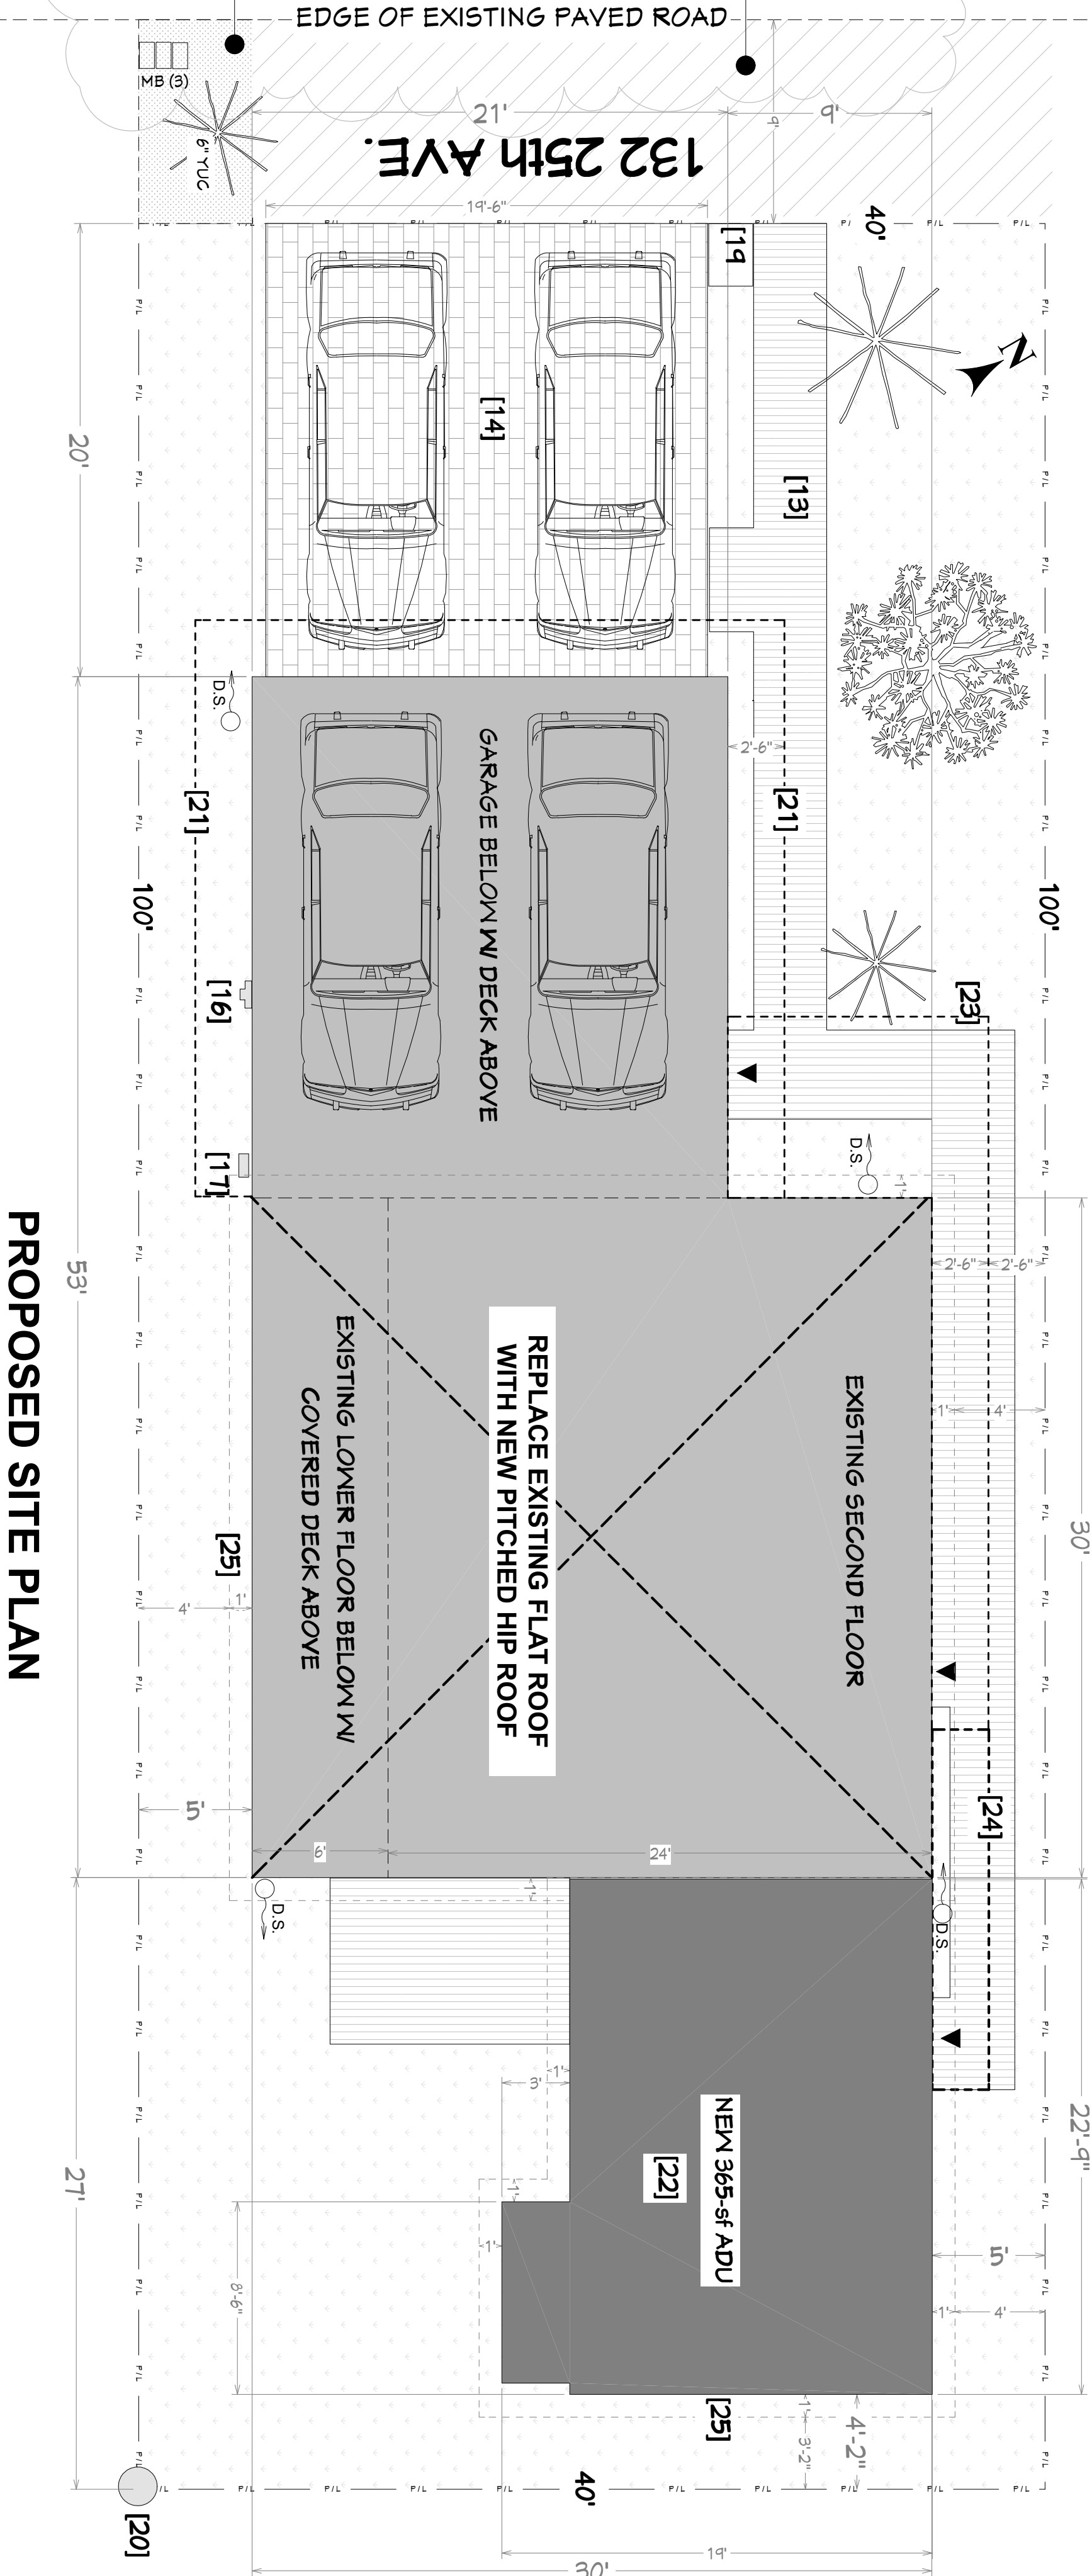 EDGE OF EXISTING PAVED ROAD
MB (3)
6" YUC
21'
9'
9'
132 25th AVE.
19'-6"
P/L
40'
[19
N
[14]
[13]
20'
D.S.
2'-6"
[21]
[21]
GARAGE BELOW W/ DECK ABOVE
100'
100'
[16]
[23]
[17]
D.S.
1'
2'-6"
2'-6"
53'
EXISTING LOWER FLOOR BELOW W/
COVERED DECK ABOVE
REPLACE EXISTING FLAT ROOF
WITH NEW PITCHED HIP ROOF
EXISTING SECOND FLOOR
1'
4'
30'
[25]
4'
1'
5'
6'
24'
[24]
D.S.
1'
D.S.
1'
3'
NEW 365-sf ADU
[22]
22'-9"
27'
1'
1'
8'-6"
5'
1'
4'
[25]
1'
3'-2"
4'-2"
40'
[20]
19'
30'
PROPOSED SITE PLAN